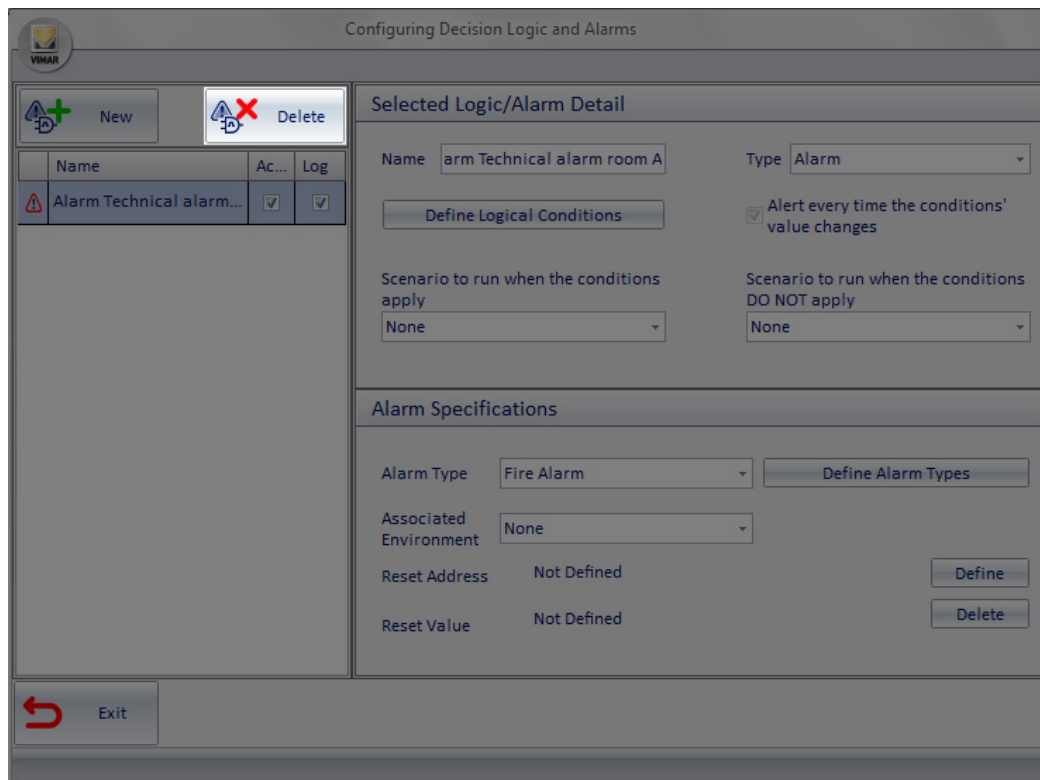 Configuring Decision Logic and Alarms
VIMAR
New
Delete
Name
Ac...
Log
Alarm Technical alarm...
Selected Logic/Alarm Detail
Name
arm Technical alarm room A
Type
Alarm
Define Logical Conditions
Alert every time the conditions'
value changes
Scenario to run when the conditions
apply
None
Scenario to run when the conditions
DO NOT apply
None
Alarm Specifications
Alarm Type
Fire Alarm
Define Alarm Types
Associated
Environment
None
Reset Address
Not Defined
Define
Reset Value
Not Defined
Delete
Exit